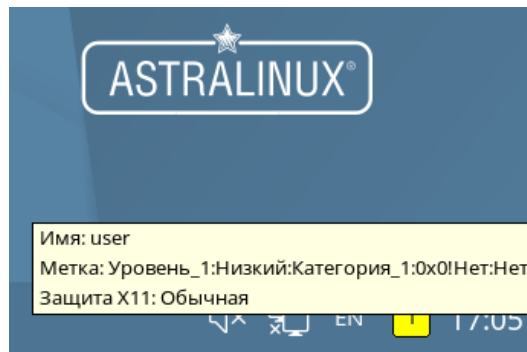 ASTRALINUX®
Имя: user
Метка: Уровень_1:Низкий:Категория_1:0x0!Нет:Нет
Защита X11: Обычная
EN 1 17:05